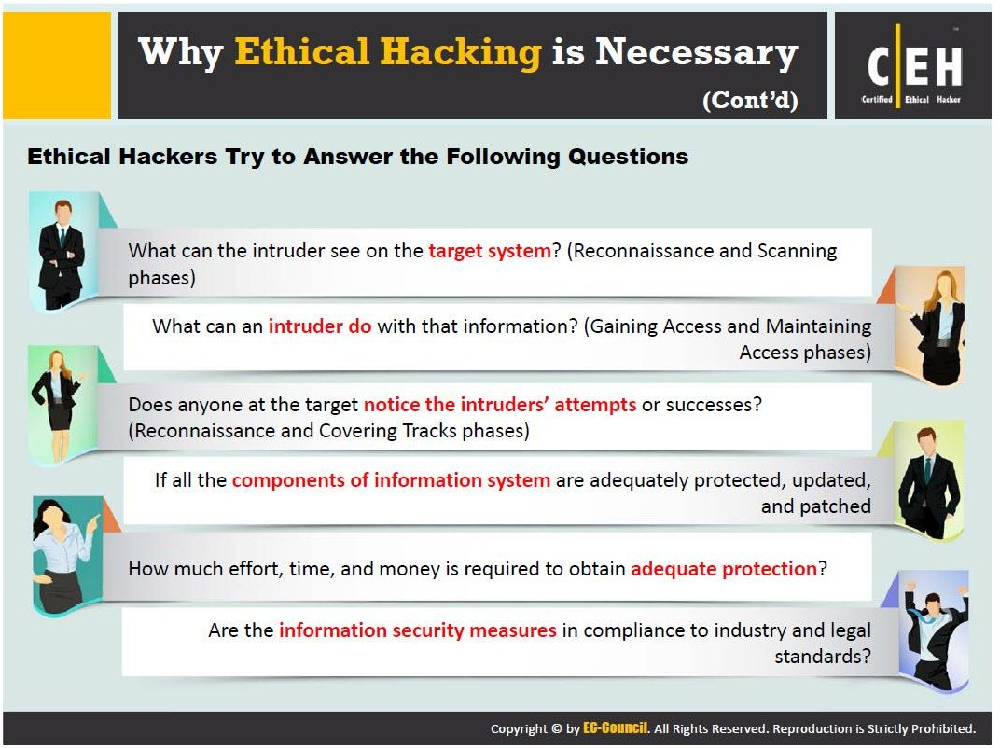 Why Ethical Hacking is Necessary
(Cont'd)
C|EH
Certified Ethical Hacker
Ethical Hackers Try to Answer the Following Questions
What can the intruder see on the target system? (Reconnaissance and Scanning
phases)
What can an intruder do with that information? (Gaining Access and Maintaining
Access phases)
Does anyone at the target notice the intruders' attempts or successes?
(Reconnaissance and Covering Tracks phases)
If all the components of information system are adequately protected, updated,
and patched
How much effort, time, and money is required to obtain adequate protection?
Are the information security measures in compliance to industry and legal
standards?
Copyright © by EC-Council. All Rights Reserved. Reproduction is Strictly Prohibited.